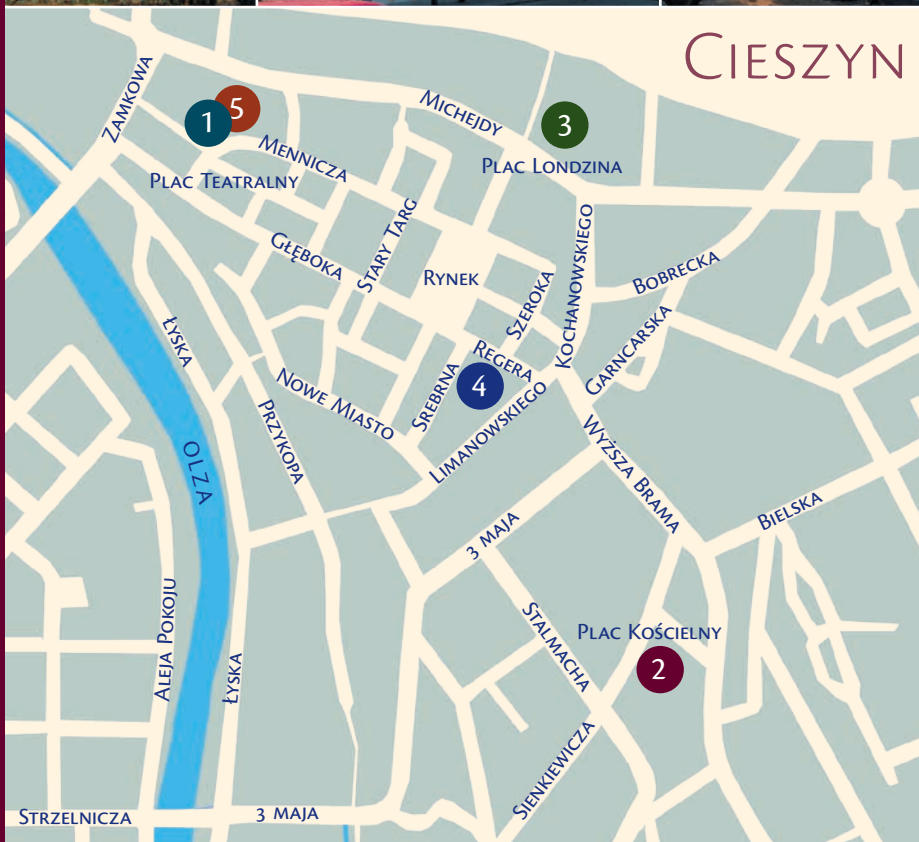 CIESZYN
ZAMKOWA
1
5
MICHEJDY
3
MENNICZA
PLAC LONDZINA
PLAC TEATRALNY
STARY TARG
GŁĘBOKA
RYNEK
KOCHANOWSKIEGO
BOBRECKA
SZEROKA
ŁYSKA
REGERA
GARNCARSKA
NOWE MIASTO
SREBRNA
4
LIMANOWSKIEGO
PRZYKOPA
OLZA
WYŻSZA BRAMA
3 MAJA
BIELSKA
STALMACHA
PLAC KOŚCIELNY
2
ALEJA POKOJU
ŁYSKA
SIENKIEWICZA
STRZELNICZA
3 MAJA